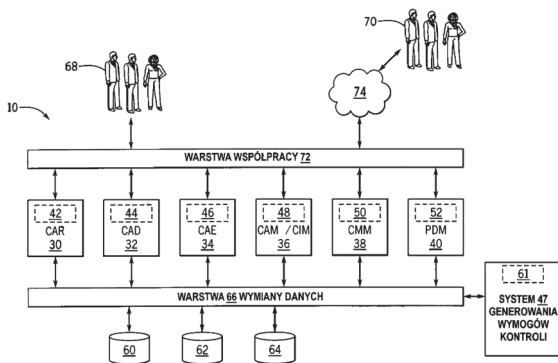 70
68
74
10
WARSTWA WSPÓŁPRACY 72
42
CAR
30
44
CAD
32
46
CAE
34
48
CAM / CIM
36
50
CMM
38
52
PDM
40
61
SYSTEM 47
GENEROWANIA
WYMOGÓW
KONTROLI
WARSTWA 66 WYMIANY DANYCH
60
62
64